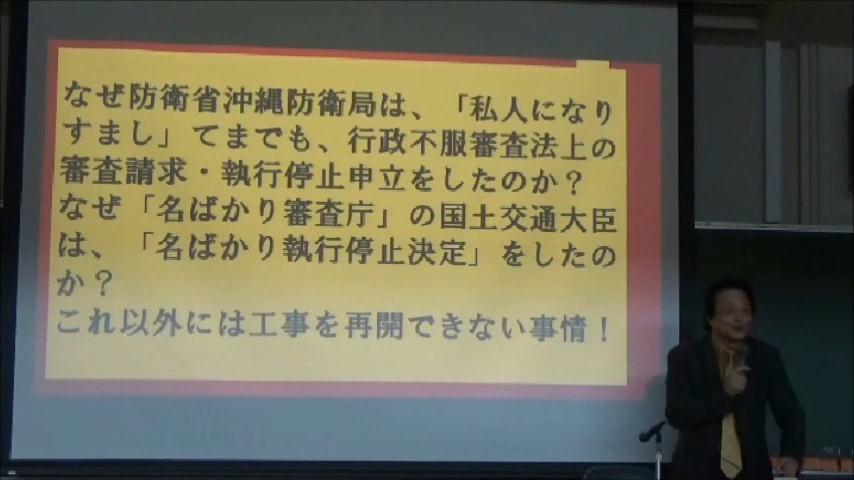 なぜ防衛省沖縄防衛局は、「私人になり
すまし」てまでも、行政不服審査法上の
審査請求・執行停止申立をしたのか？
なぜ「名ばかり審査庁」の国土交通大臣
は、「名ばかり執行停止決定」をしたの
か？
これ以外には工事を再開できない事情！